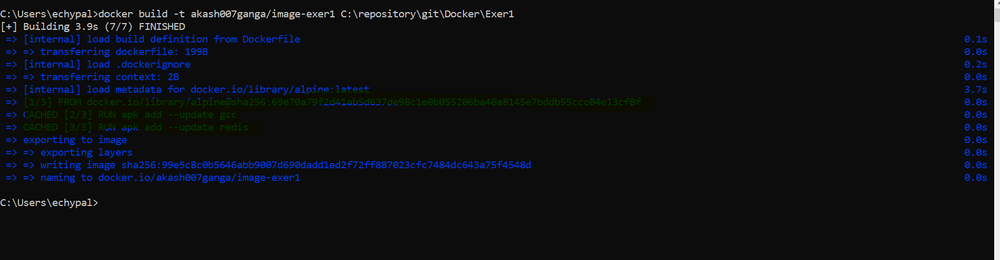 C:\Users\echypal>docker build -t akash007ganga/image-exer1 C:\repository\git\Docker\Exer1
[+] Building 3.9s (7/7) FINISHED
=> [internal] load build definition from Dockerfile 0.1s
=> => transferring dockerfile: 199B 0.0s
=> [internal] load .dockerignore 0.2s
=> => transferring context: 2B 0.0s
=> [internal] load metadata for docker.io/library/alpine:latest 3.7s
=> [1/3] FROM docker.io/library/alpine@sha256:69e70a79f2d41ab5d637de98c1e0b055206ba40a8145e7bddb55ccc04e13cf8f 0.0s
=> CACHED [2/3] RUN apk add --update gcc 0.0s
=> CACHED [3/3] RUN apk add --update redis 0.0s
=> exporting to image 0.0s
=> => exporting layers 0.0s
=> => writing image sha256:99e5c8c0b5646abb9007d690dadd1ed2f72ff887023cfc7484dc643a75f4548d 0.0s
=> => naming to docker.io/akash007ganga/image-exer1 0.0s
C:\Users\echypal>